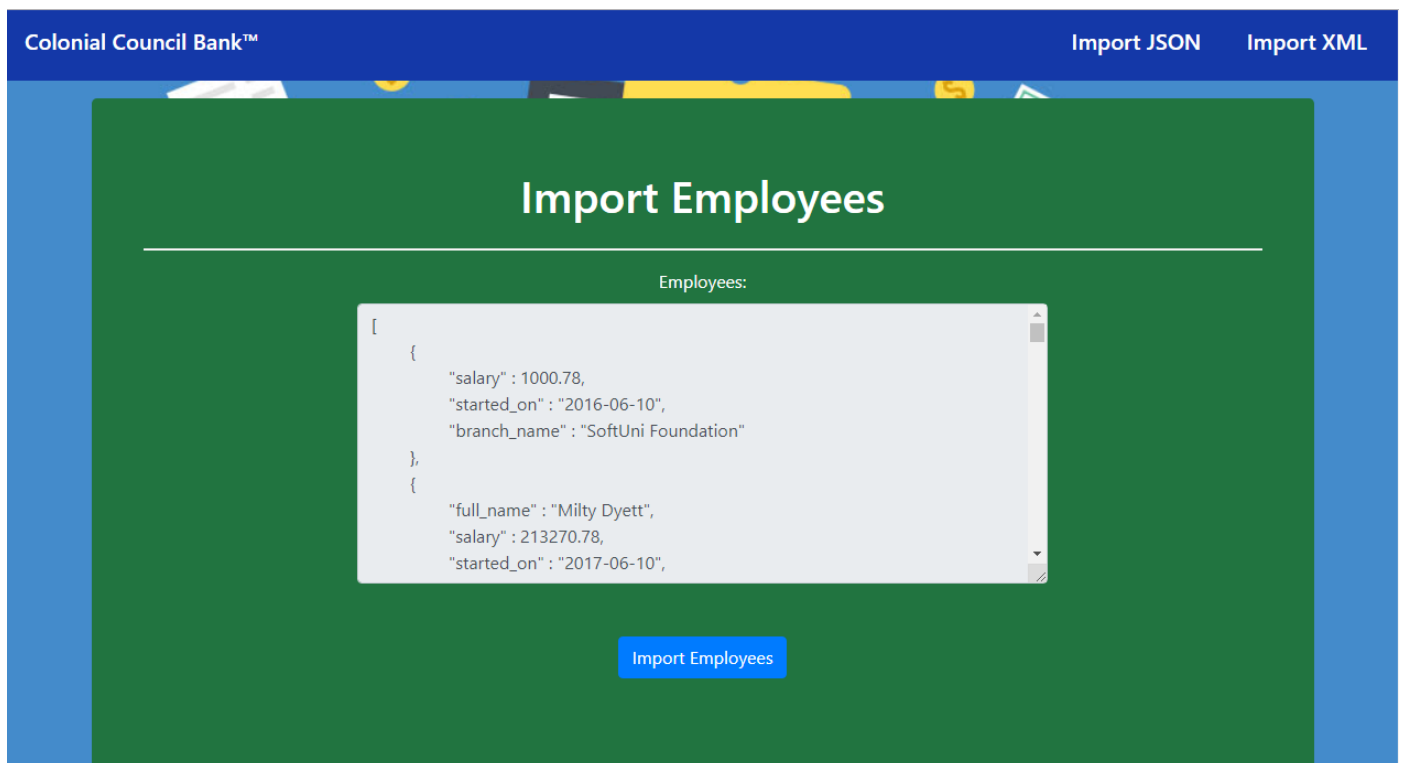 Colonial Council Bank™ Import JSON Import XML
Import Employees
Employees:
[
{
"salary" : 1000.78,
"started_on" : "2016-06-10",
"branch_name" : "SoftUni Foundation"
},
{
"full_name" : "Milty Dyett",
"salary" : 213270.78,
"started_on" : "2017-06-10",
Import Employees